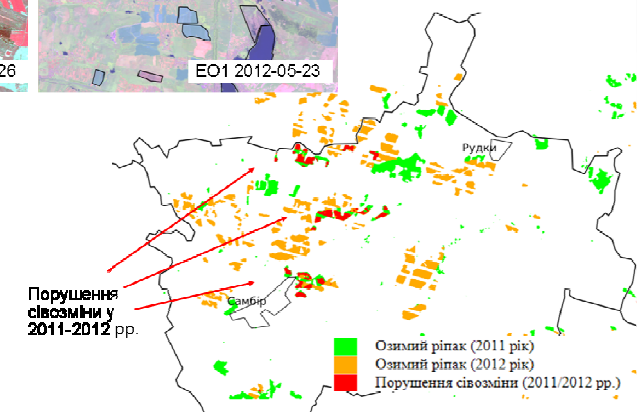 26
EO1 2012-05-23
Рудки
Порушення
сівозміни у
2011-2012 рр.
Самбір
Озимий ріпак (2011 рік)
Озимий ріпак (2012 рік)
Порушення сівозміни (2011/2012 рр.)